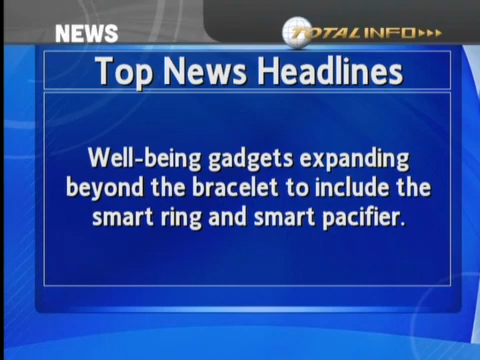 NEWS
TOTALINFO
Top News Headlines
Well-being gadgets expanding
beyond the bracelet to include the
smart ring and smart pacifier.